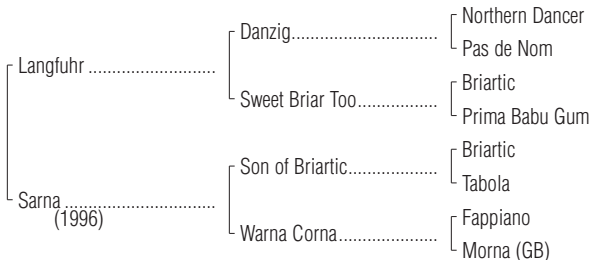 Northern Dancer
Danzig..................................
Pas de Nom
Langfuhr .............................
Briartic
Sweet Briar Too..................
Prima Babu Gum
Briartic
Son of Briartic....................
Tabola
Sarna ............................
(1996)
Fappiano
Warna Corna......................
Morna (GB)